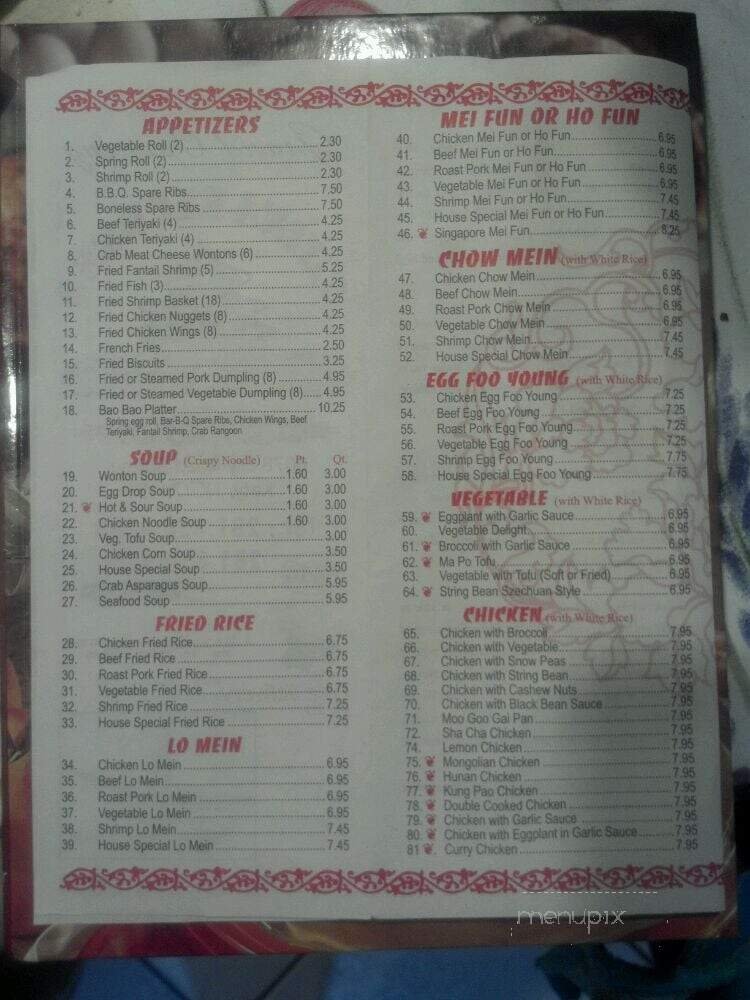 APPETIZERS
1. Vegetable Roll (2) 2.30
2. Spring Roll (2) 2.30
3. Shrimp Roll (2) 2.30
4. B.B.Q. Spare Ribs 7.50
5. Boneless Spare Ribs 7.50
6. Beef Teriyaki (4) 4.25
7. Chicken Teriyaki (4) 4.25
8. Crab Meat Cheese Wontons (6) 4.25
9. Fried Fantail Shrimp (5) 5.25
10. Fried Fish (3) 4.25
11. Fried Shrimp Basket (18) 4.25
12. Fried Chicken Nuggets (8) 4.25
13. Fried Chicken Wings (8) 4.25
14. French Fries 2.50
15. Fried Biscuits 3.25
16. Fried or Steamed Pork Dumpling (8) 4.95
17. Fried or Steamed Vegetable Dumpling (8) 4.95
18. Bao Bao Platter 10.25
Spring egg roll, Bar-B-Q Spare Ribs, Chicken Wings, Beef
Teriyaki, Fantail Shrimp, Crab Rangoon
SOUP (Crispy Noodle) Pt. Qt.
19. Wonton Soup 1.60 3.00
20. Egg Drop Soup 1.60 3.00
21. Hot & Sour Soup 1.60 3.00
22. Chicken Noodle Soup 1.60 3.00
23. Veg. Tofu Soup 3.00
24. Chicken Corn Soup 3.50
25. House Special Soup 3.50
26. Crab Asparagus Soup 5.95
27. Seafood Soup 5.95
FRIED RICE
28. Chicken Fried Rice 6.75
29. Beef Fried Rice 6.75
30. Roast Pork Fried Rice 6.75
31. Vegetable Fried Rice 6.75
32. Shrimp Fried Rice 7.25
33. House Special Fried Rice 7.25
LO MEIN
34. Chicken Lo Mein 6.95
35. Beef Lo Mein 6.95
36. Roast Pork Lo Mein 6.95
37. Vegetable Lo Mein 6.95
38. Shrimp Lo Mein 7.45
39. House Special Lo Mein 7.45
MEI FUN OR HO FUN
40. Chicken Mei Fun or Ho Fun 6.95
41. Beef Mei Fun or Ho Fun 6.95
42. Roast Pork Mei Fun or Ho Fun 6.95
43. Vegetable Mei Fun or Ho Fun 6.95
44. Shrimp Mei Fun or Ho Fun 7.45
45. House Special Mei Fun or Ho Fun 7.45
46. Singapore Mei Fun 8.25
CHOW MEIN (with White Rice)
47. Chicken Chow Mein 6.95
48. Beef Chow Mein 6.95
49. Roast Pork Chow Mein 6.95
50. Vegetable Chow Mein 6.95
51. Shrimp Chow Mein 7.45
52. House Special Chow Mein 7.45
EGG FOO YOUNG (with White Rice)
53. Chicken Egg Foo Young 7.25
54. Beef Egg Foo Young 7.25
55. Roast Pork Egg Foo Young 7.25
56. Vegetable Egg Foo Young 7.25
57. Shrimp Egg Foo Young 7.75
58. House Special Egg Foo Young 7.75
VEGETABLE (with White Rice)
59. Eggplant with Garlic Sauce 6.95
60. Vegetable Delight 6.95
61. Broccoli with Garlic Sauce 6.95
62. Ma Po Tofu 6.95
63. Vegetable with Tofu (Soft or Fried) 6.95
64. String Bean Szechuan Style 6.95
CHICKEN (with White Rice)
65. Chicken with Broccoli 7.95
66. Chicken with Vegetable 7.95
67. Chicken with Snow Peas 7.95
68. Chicken with String Bean 7.95
69. Chicken with Cashew Nuts 7.95
70. Chicken with Black Bean Sauce 7.95
71. Moo Goo Gai Pan 7.95
72. Sha Cha Chicken 7.95
74. Lemon Chicken 7.95
75. Mongolian Chicken 7.95
76. Hunan Chicken 7.95
77. Kung Pao Chicken 7.95
78. Double Cooked Chicken 7.95
79. Chicken with Garlic Sauce 7.95
80. Chicken with Eggplant in Garlic Sauce 7.95
81. Curry Chicken 7.95
menupix